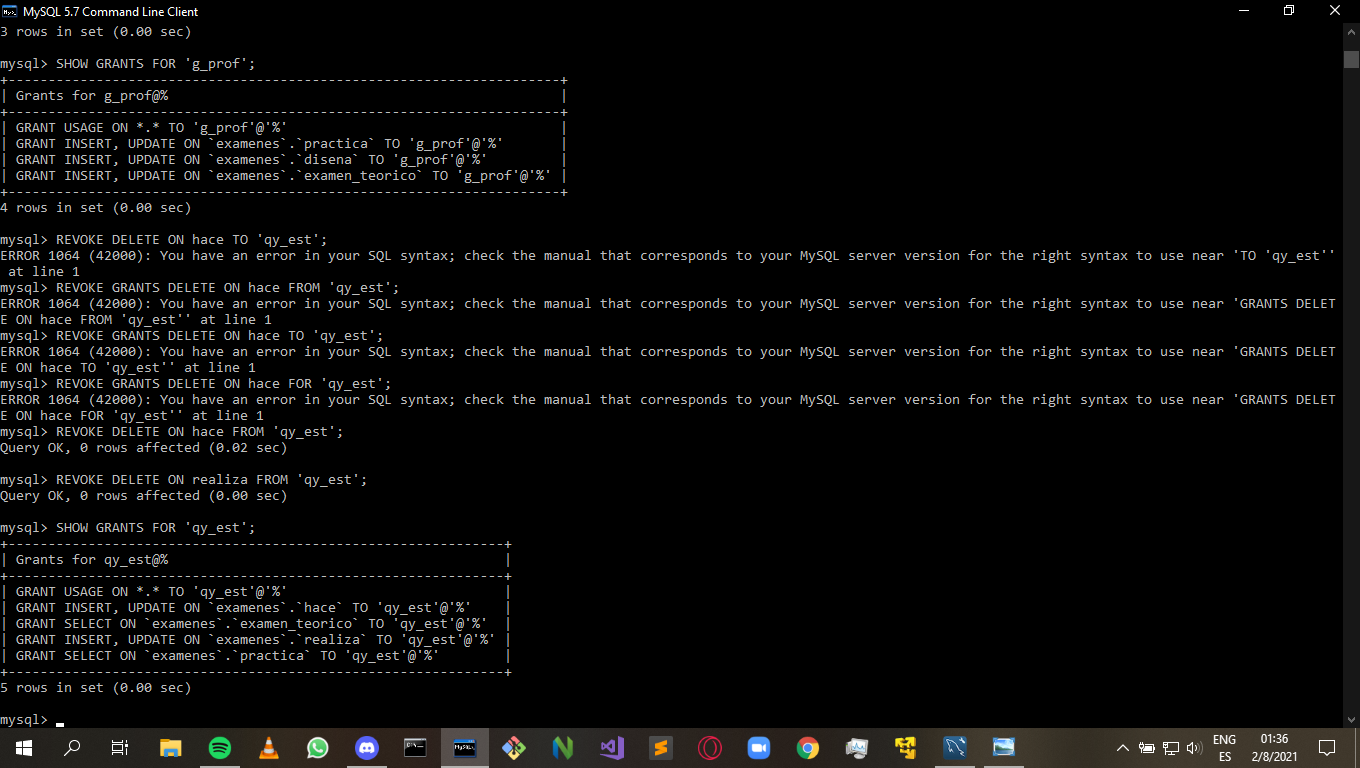 MySQL 5.7 Command Line Client
3 rows in set (0.00 sec)
mysql> SHOW GRANTS FOR 'g_prof';
+---------------------------------------------------------------------+
| Grants for g_prof@%                                                 |
+---------------------------------------------------------------------+
| GRANT USAGE ON *.* TO 'g_prof'@'%'                                  |
| GRANT INSERT, UPDATE ON `examenes`.`practica` TO 'g_prof'@'%'       |
| GRANT INSERT, UPDATE ON `examenes`.`disena` TO 'g_prof'@'%'         |
| GRANT INSERT, UPDATE ON `examenes`.`examen_teorico` TO 'g_prof'@'%' |
+---------------------------------------------------------------------+
4 rows in set (0.00 sec)
mysql> REVOKE DELETE ON hace TO 'qy_est';
ERROR 1064 (42000): You have an error in your SQL syntax; check the manual that corresponds to your MySQL server version for the right syntax to use near 'TO 'qy_est''
 at line 1
mysql> REVOKE GRANTS DELETE ON hace FROM 'qy_est';
ERROR 1064 (42000): You have an error in your SQL syntax; check the manual that corresponds to your MySQL server version for the right syntax to use near 'GRANTS DELET
E ON hace FROM 'qy_est'' at line 1
mysql> REVOKE GRANTS DELETE ON hace TO 'qy_est';
ERROR 1064 (42000): You have an error in your SQL syntax; check the manual that corresponds to your MySQL server version for the right syntax to use near 'GRANTS DELET
E ON hace TO 'qy_est'' at line 1
mysql> REVOKE GRANTS DELETE ON hace FOR 'qy_est';
ERROR 1064 (42000): You have an error in your SQL syntax; check the manual that corresponds to your MySQL server version for the right syntax to use near 'GRANTS DELET
E ON hace FOR 'qy_est'' at line 1
mysql> REVOKE DELETE ON hace FROM 'qy_est';
Query OK, 0 rows affected (0.02 sec)
mysql> REVOKE DELETE ON realiza FROM 'qy_est';
Query OK, 0 rows affected (0.00 sec)
mysql> SHOW GRANTS FOR 'qy_est';
+--------------------------------------------------------------+
| Grants for qy_est@%                                          |
+--------------------------------------------------------------+
| GRANT USAGE ON *.* TO 'qy_est'@'%'                           |
| GRANT INSERT, UPDATE ON `examenes`.`hace` TO 'qy_est'@'%'    |
| GRANT SELECT ON `examenes`.`examen_teorico` TO 'qy_est'@'%'  |
| GRANT INSERT, UPDATE ON `examenes`.`realiza` TO 'qy_est'@'%' |
| GRANT SELECT ON `examenes`.`practica` TO 'qy_est'@'%'        |
+--------------------------------------------------------------+
5 rows in set (0.00 sec)
mysql>
ENG
ES
01:36
2/8/2021